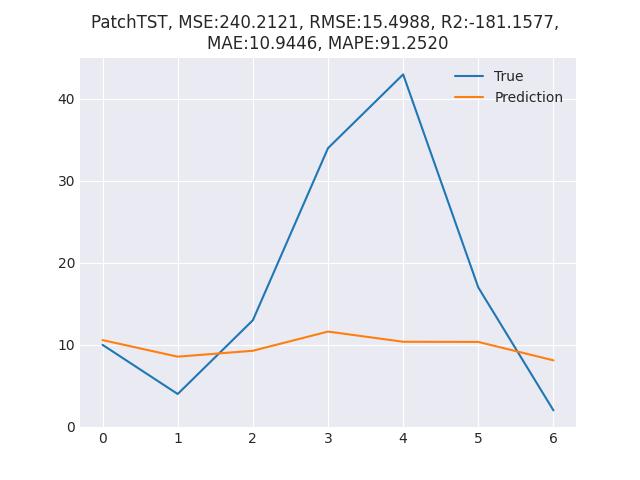 PatchTST, MSE:240.2121, RMSE:15.4988, R2:-181.1577,
MAE:10.9446, MAPE:91.2520
True
Prediction
40
30
20
10
0
0 1 2 3 4 5 6